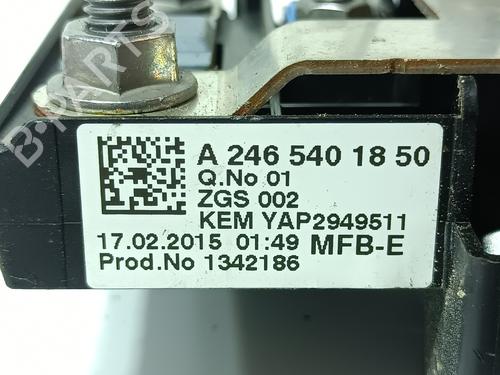 A 246 540 18 50
Q.No 01
ZGS 002
KEM YAP2949511
17.02.2015 01:49 MFB-E
Prod.No 1342186
B-PARTS